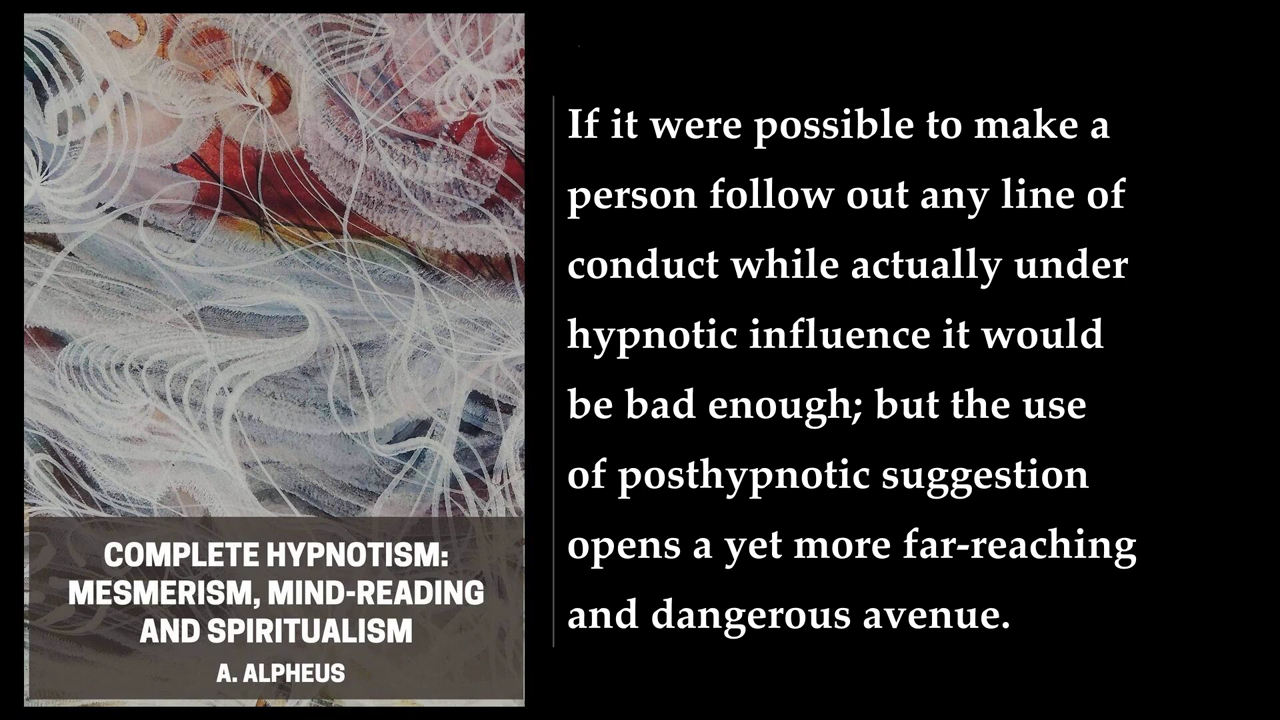 COMPLETE HYPNOTISM:
MESMERISM, MIND-READING
AND SPIRITUALISM
A. ALPHEUS
If it were possible to make a
person follow out any line of
conduct while actually under
hypnotic influence it would
be bad enough; but the use
of posthypnotic suggestion
opens a yet more far-reaching
and dangerous avenue.